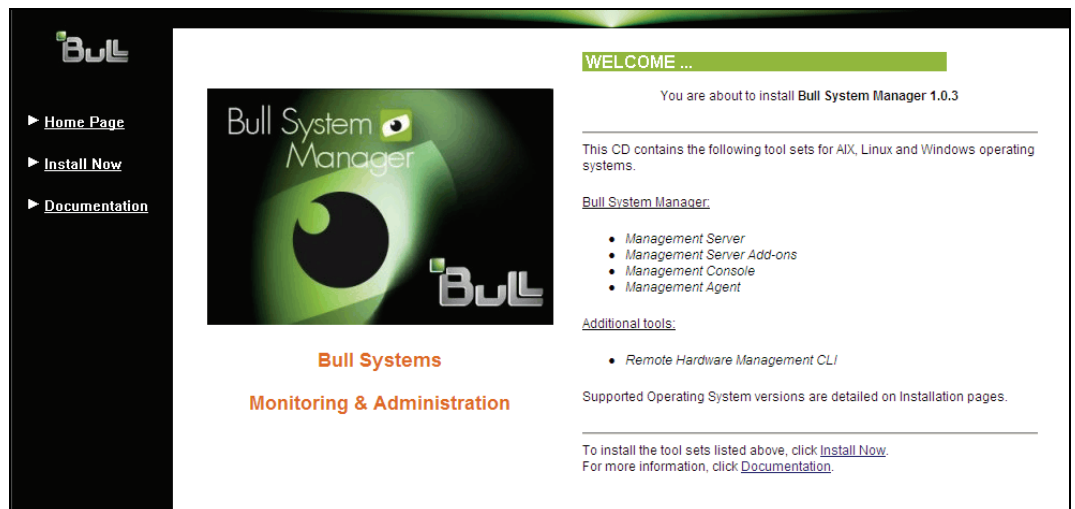 Bull
Home Page
Install Now
Documentation
Bull System
Manager
Bull
Bull Systems
Monitoring & Administration
WELCOME ...
You are about to install Bull System Manager 1.0.3
This CD contains the following tool sets for AIX, Linux and Windows operating
systems.
Bull System Manager:
Management Server
Management Server Add-ons
Management Console
Management Agent
Additional tools:
Remote Hardware Management CLI
Supported Operating System versions are detailed on Installation pages.
To install the tool sets listed above, click Install Now.
For more information, click Documentation.